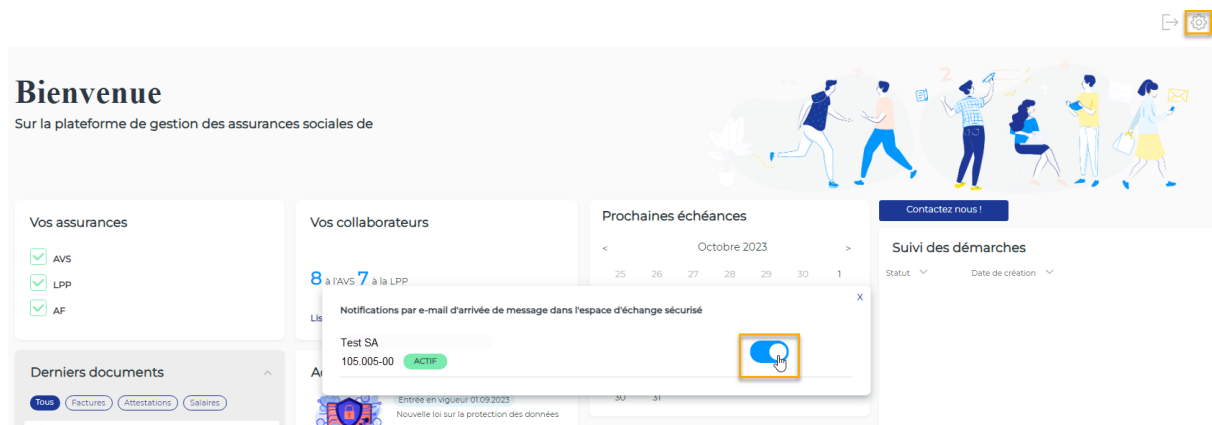 Bienvenue
Sur la plateforme de gestion des assurances sociales de
Vos assurances
AVS
LPP
AF
Vos collaborateurs
8 à l'AVS 7 à la LPP
Lis
Prochaines échéances
< Octobre 2023 >
25 26 27 28 29 30 1
30 31
Contactez nous !
Suivi des démarches
Statut Date de création
Notifications par e-mail d'arrivée de message dans l'espace d'échange sécurisé
X
Test SA
105.005-00 ACTIF
Derniers documents
Tous Factures Attestations Salaires
Entrée en vigueur 01.09.2023
Nouvelle loi sur la protection des données